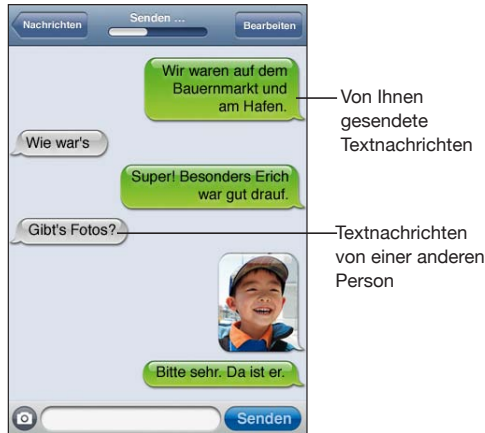 Nachrichten
Senden ...
Bearbeiten
Wir waren auf dem
Bauernmarkt und
am Hafen.
Von Ihnen
gesendete
Textnachrichten
Wie war's
Super! Besonders Erich
war gut drauf.
Gibt's Fotos?
Textnachrichten
von einer anderen
Person
Bitte sehr. Da ist er.
Senden